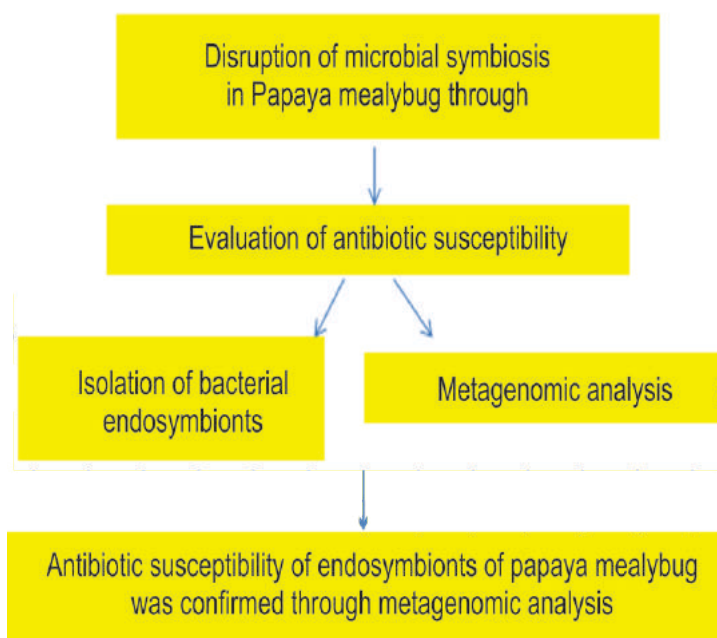 Disruption of microbial symbiosis
in Papaya mealybug through
Evaluation of antibiotic susceptibility
Isolation of bacterial
endosymbionts
Metagenomic analysis
Antibiotic susceptibility of endosymbionts of papaya mealybug
was confirmed through metagenomic analysis